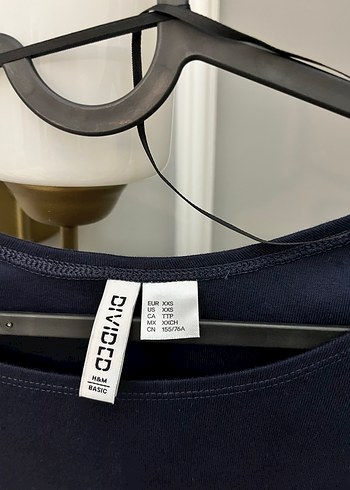 DIVIDED
H&M
BASIC
EUR XXS
US XXS
CA TTP
MX XXCH
CN 155/76A